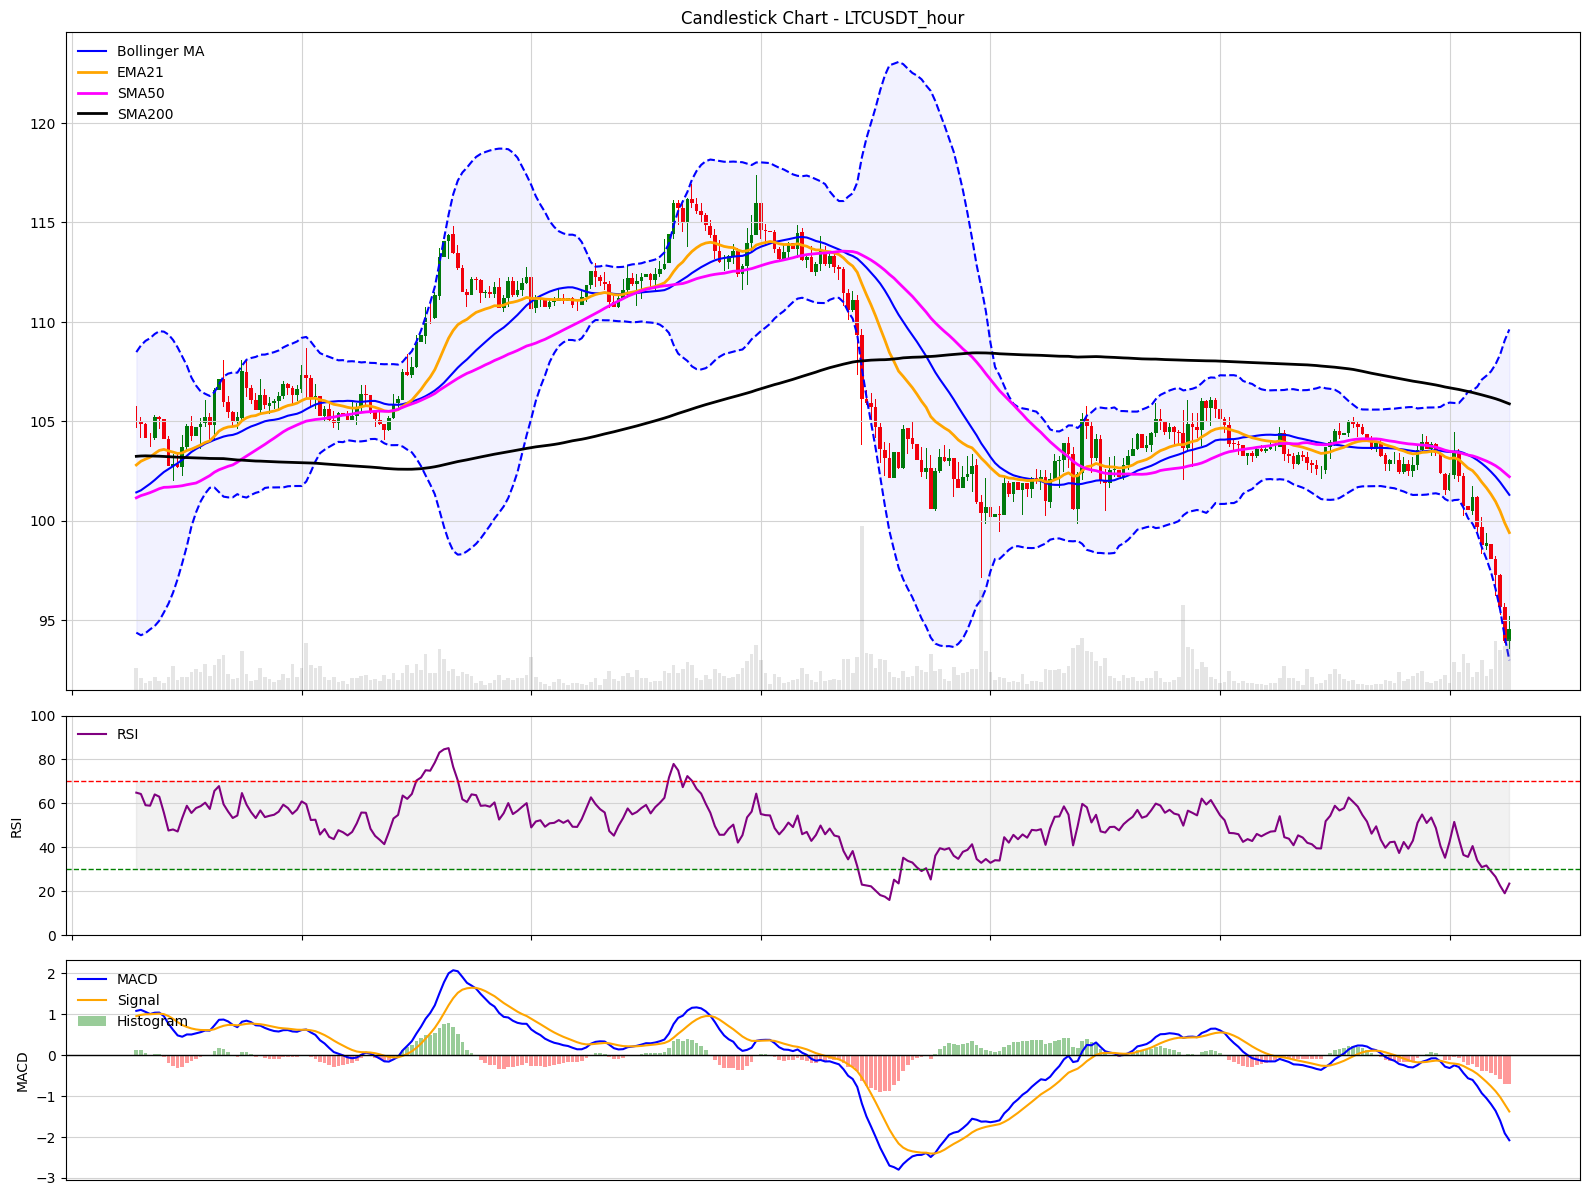 Candlestick Chart - LTCUSDT_hour
Bollinger MA
EMA21
SMA50
SMA200
120
115
110
105
100
95
100
80
60
40
20
0
RSI
RSI
2
1
0
−1
−2
−3
MACD
MACD
Signal
Histogram